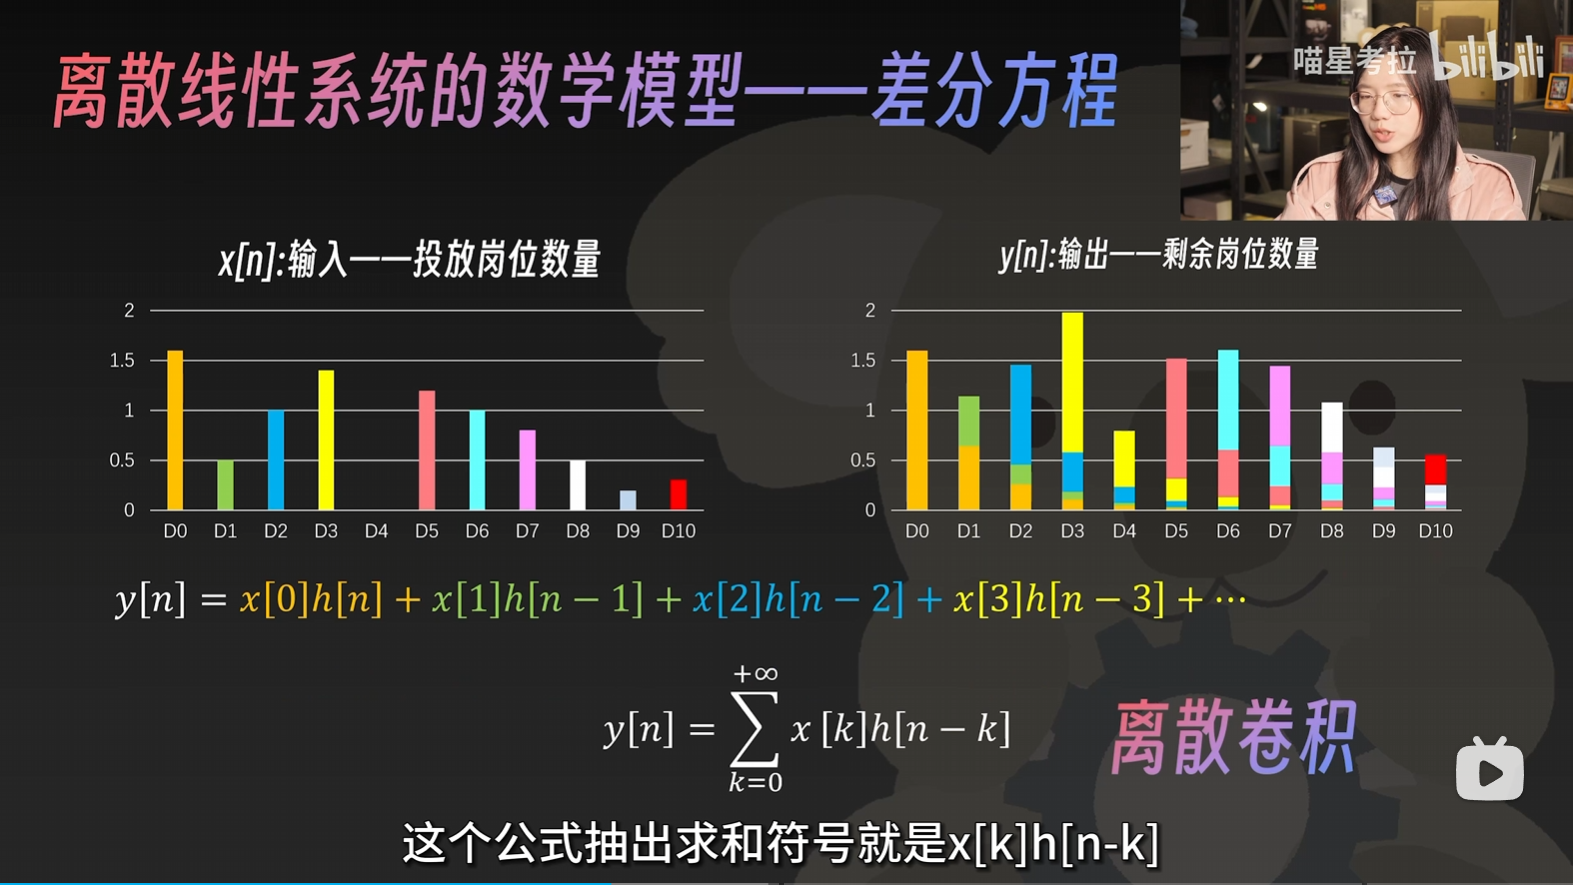 离散线性系统的数学模型——差分方程
喵星考拉 bilibili
x[n]:输入——投放岗位数量
2
1.5
1
0.5
0
D0 D1 D2 D3 D4 D5 D6 D7 D8 D9 D10
y[n]:输出——剩余岗位数量
2
1.5
1
0.5
0
D0 D1 D2 D3 D4 D5 D6 D7 D8 D9 D10
y[n] = x[0]h[n] + x[1]h[n − 1] + x[2]h[n − 2] + x[3]h[n − 3] + ⋯
+∞
y[n] = ∑ x [k]h[n − k]
k=0
离散卷积
这个公式抽出求和符号就是x[k]h[n-k]